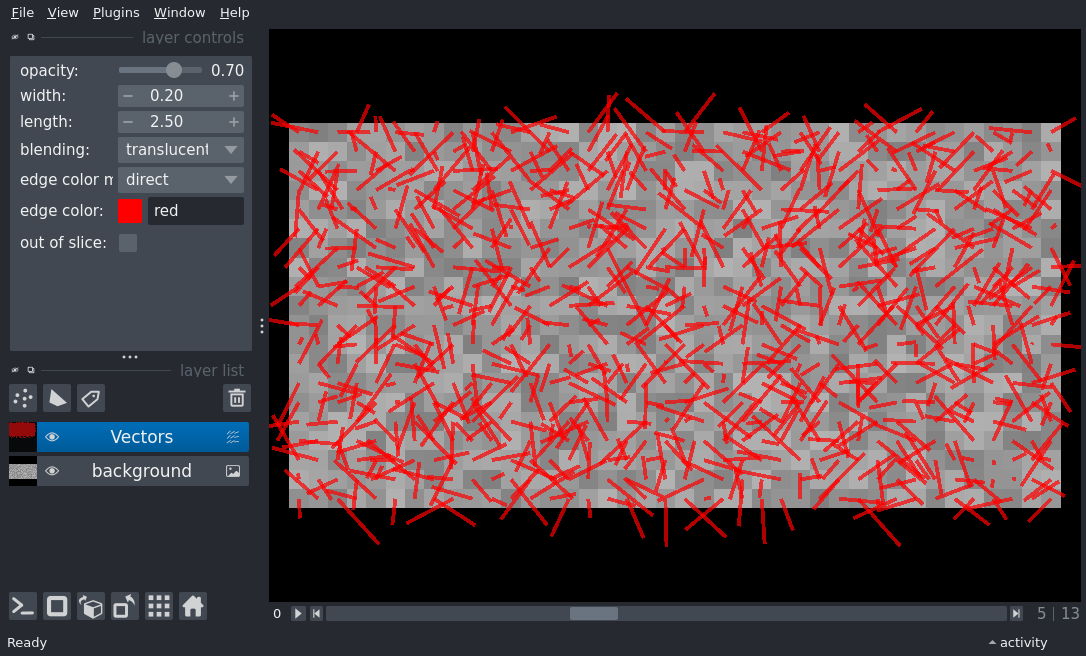 File View Plugins Window Help
layer controls
opacity: 0.70
width: − 0.20 +
length: − 2.50 +
blending: translucent
edge color m direct
edge color: red
out of slice:
layer list
Vectors
background
0 5 | 13
Ready activity